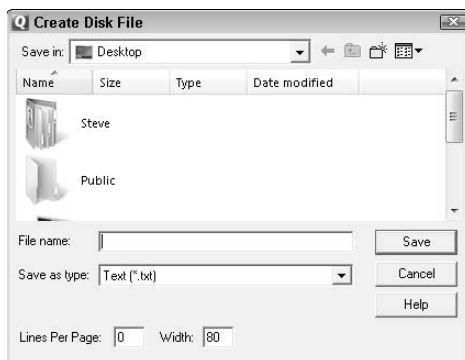 Q Create Disk File
Save in: Desktop
Name Size Type Date modified
Steve
Public
File name: Save
Save as type: Text (*.txt) Cancel
Help
Lines Per Page: 0 Width: 80